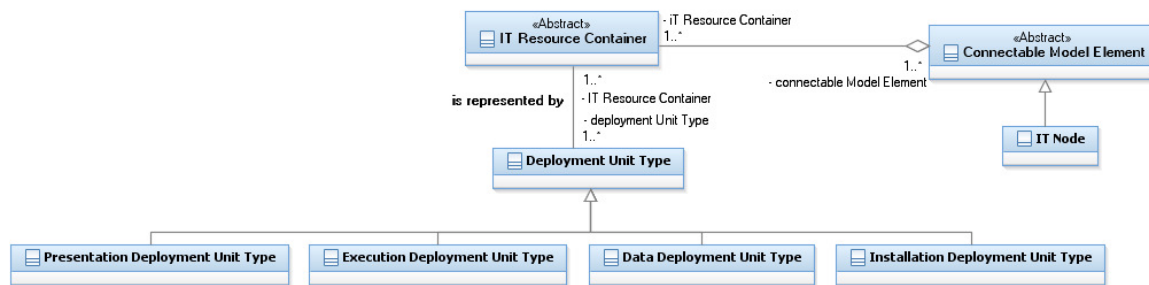 «Abstract»
IT Resource Container
- iT Resource Container
1..*
«Abstract»
Connectable Model Element
1..*
- connectable Model Element
1..*
is represented by
- IT Resource Container
- deployment Unit Type
1..*
IT Node
Deployment Unit Type
Presentation Deployment Unit Type
Execution Deployment Unit Type
Data Deployment Unit Type
Installation Deployment Unit Type